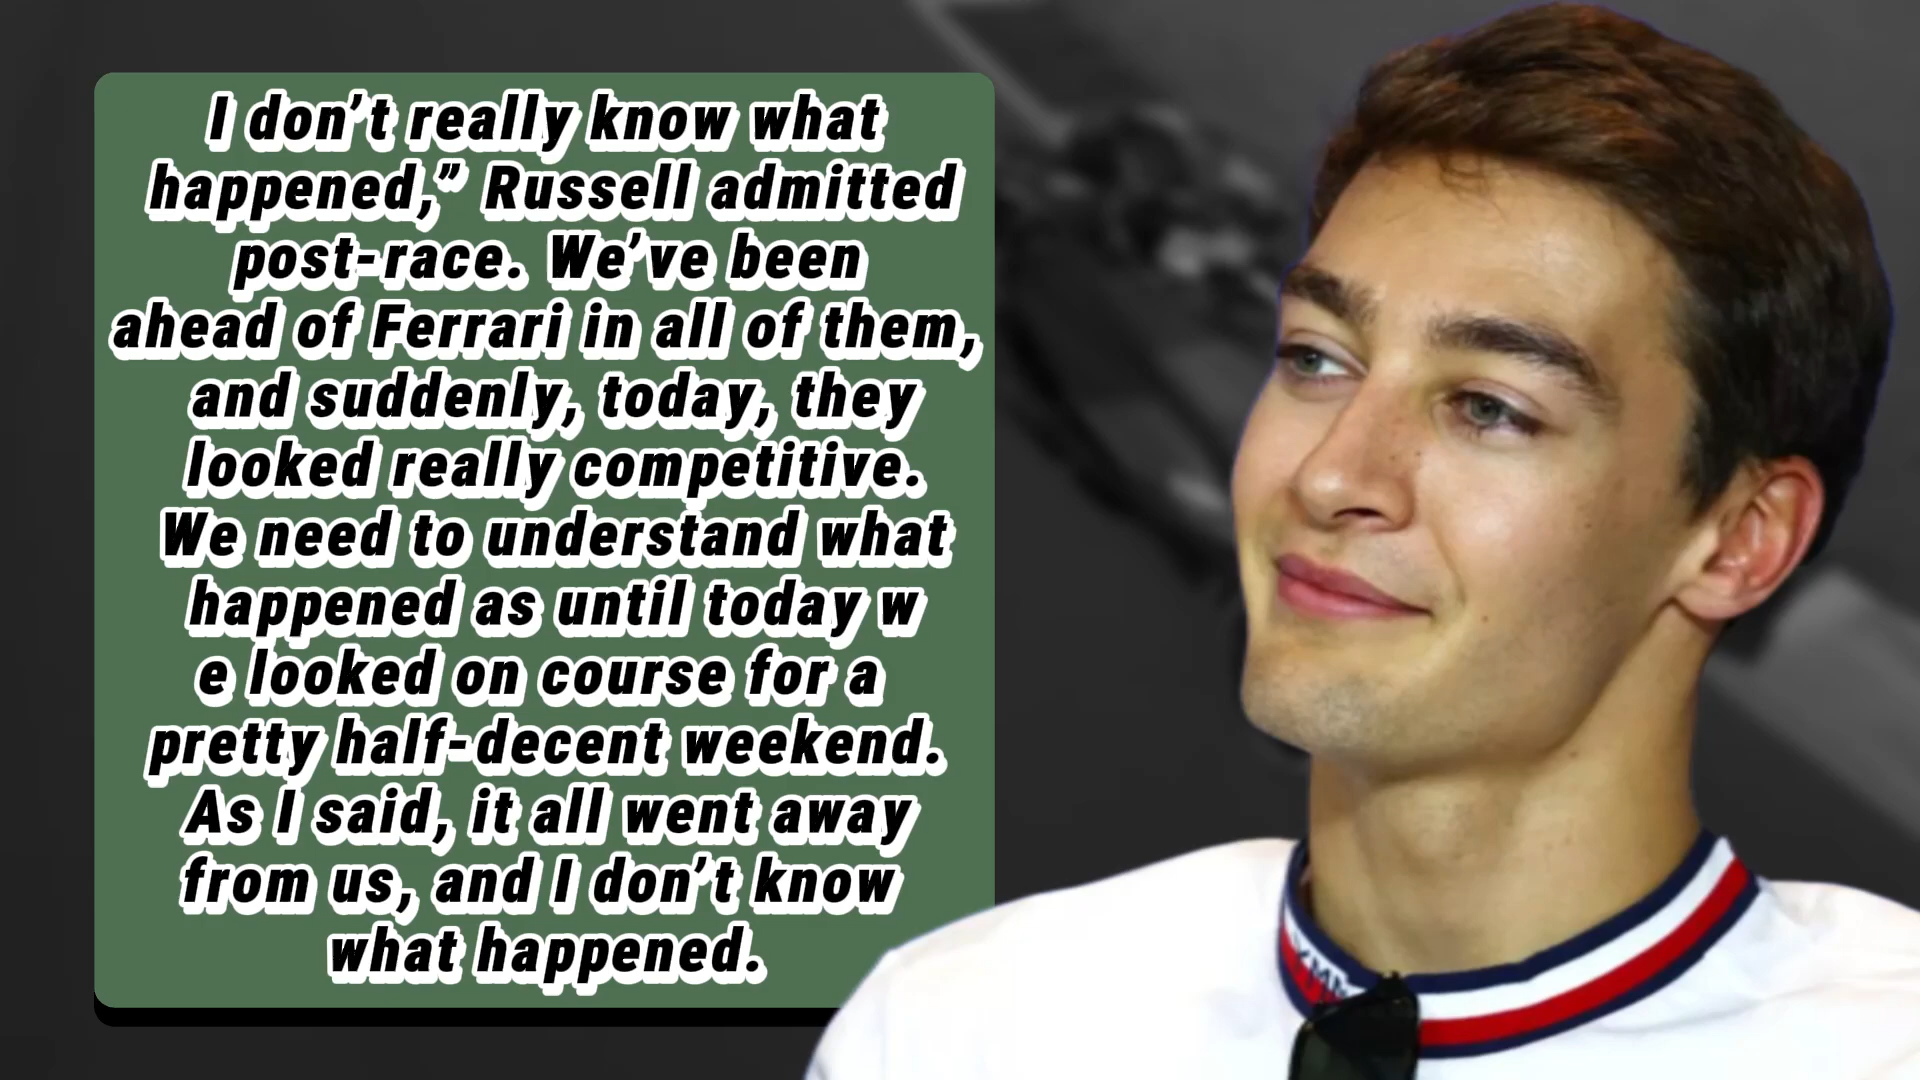 I don’t really know what
happened,” Russell admitted
post-race. We’ve been
ahead of Ferrari in all of them,
and suddenly, today, they
looked really competitive.
We need to understand what
happened as until today w
e looked on course for a
pretty half-decent weekend.
As I said, it all went away
from us, and I don’t know
what happened.